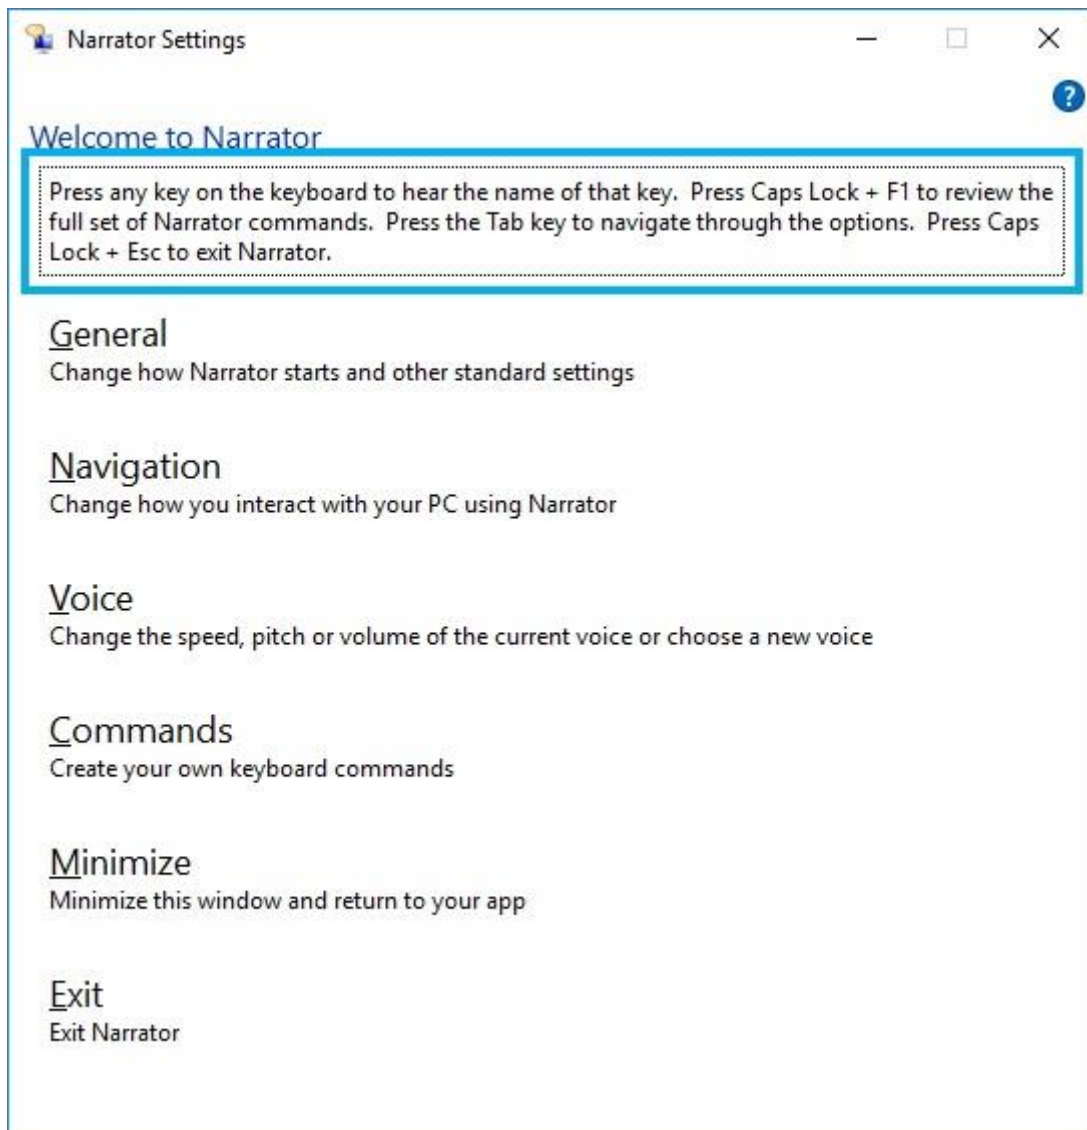 Narrator Settings
?
Welcome to Narrator
Press any key on the keyboard to hear the name of that key.  Press Caps Lock + F1 to review the
full set of Narrator commands.  Press the Tab key to navigate through the options.  Press Caps
Lock + Esc to exit Narrator.
General
Change how Narrator starts and other standard settings
Navigation
Change how you interact with your PC using Narrator
Voice
Change the speed, pitch or volume of the current voice or choose a new voice
Commands
Create your own keyboard commands
Minimize
Minimize this window and return to your app
Exit
Exit Narrator